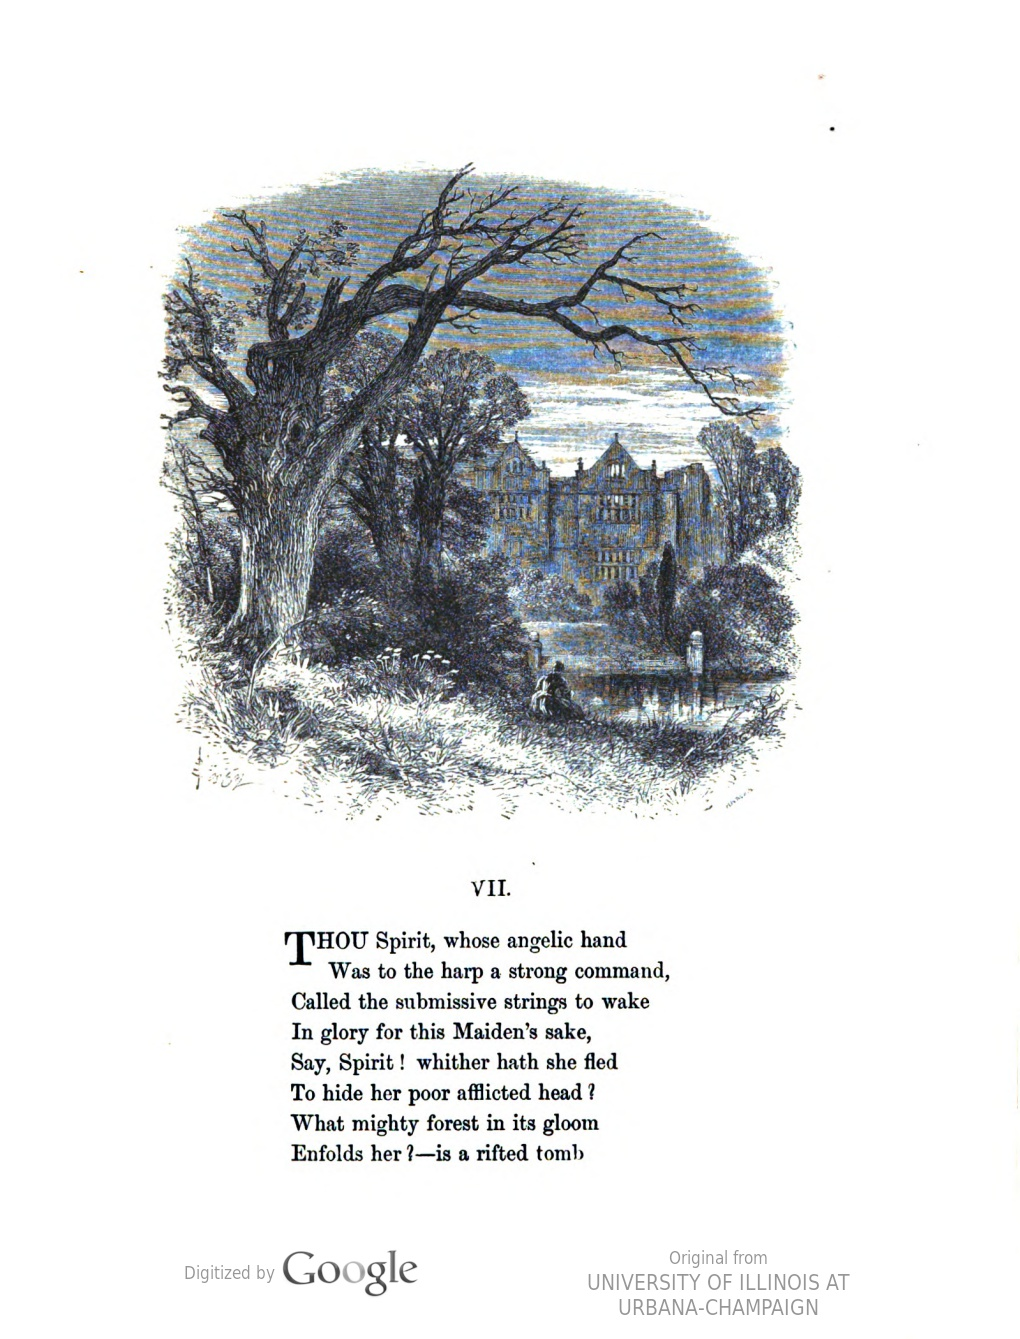 VII.
THOU Spirit, whose angelic hand
Was to the harp a strong command,
Called the submissive strings to wake
In glory for this Maiden's sake,
Say, Spirit! whither hath she fled
To hide her poor afflicted head?
What mighty forest in its gloom
Enfolds her?—is a rifted tomb
Digitized by Google
Original from
UNIVERSITY OF ILLINOIS AT
URBANA-CHAMPAIGN